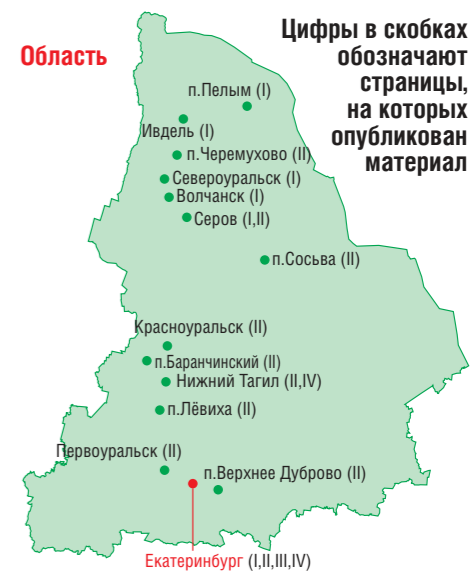 Область
Цифры в скобках
обозначают
страницы,
на которых
опубликован
материал
п.Пелым (I)
Ивдель (I)
п.Черемухово (II)
Североуральск (I)
Волчанск (I)
Серов (I,II)
п.Сосьва (II)
Красноуральск (II)
п.Баранчинский (II)
Нижний Тагил (II,IV)
п.Лёвиха (II)
Первоуральск (II)
п.Верхнее Дуброво (II)
Екатеринбург (I,II,III,IV)